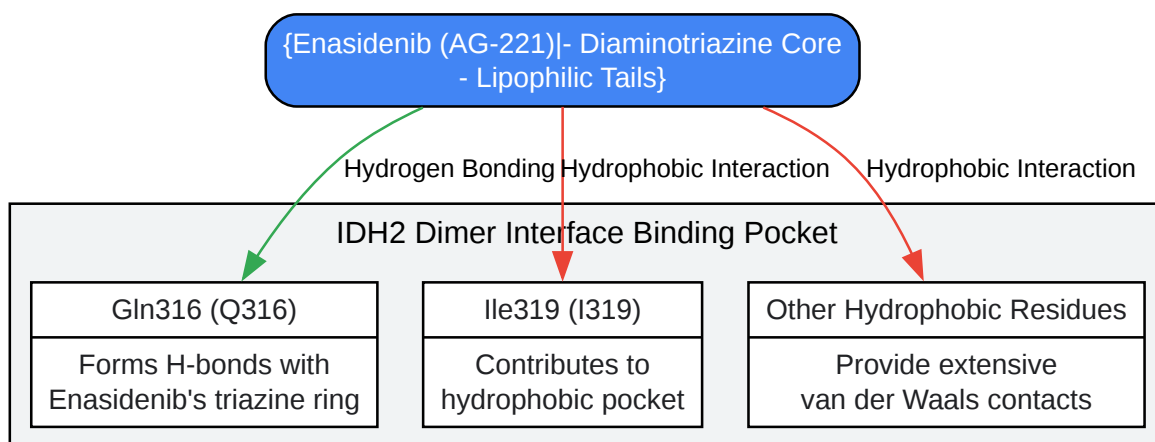 {Enasidenib (AG-221)|- Diaminotriazine Core
- Lipophilic Tails}
Hydrogen Bonding
Hydrophobic Interaction
Hydrophobic Interaction
IDH2 Dimer Interface Binding Pocket
Gln316 (Q316)
Forms H-bonds with
Enasidenib's triazine ring
Ile319 (I319)
Contributes to
hydrophobic pocket
Other Hydrophobic Residues
Provide extensive
van der Waals contacts